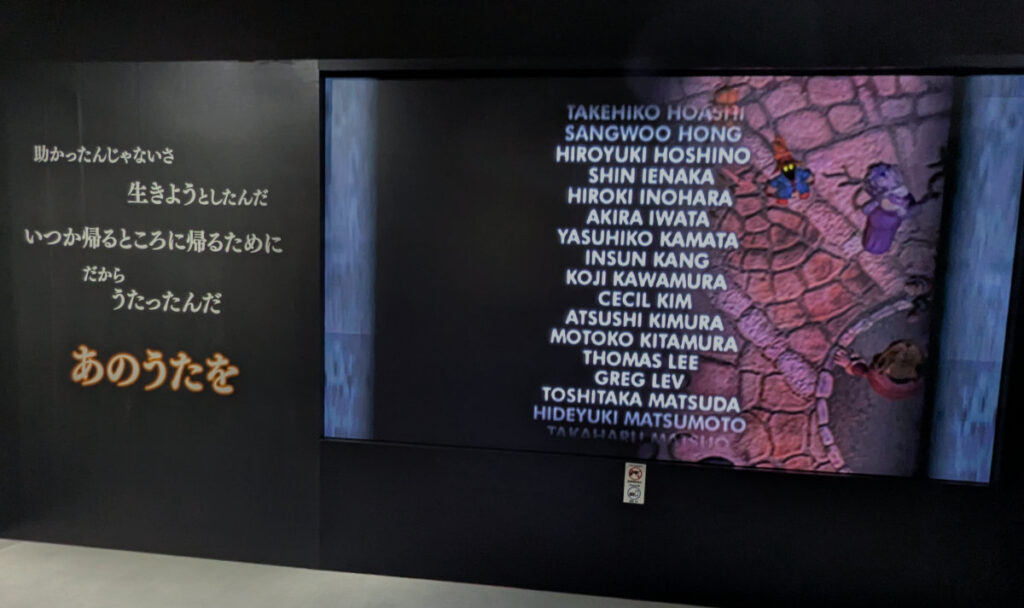 助かったんじゃないさ
生きようとしたんだ
いつか帰るところに帰るために
だから
うたったんだ
あのうたを
TAKEHIKO HOASHI
SANGWOO HONG
HIROYUKI HOSHINO
SHIN IENAKA
HIROKI INOHARA
AKIRA IWATA
YASUHIKO KAMATA
INSUN KANG
KOJI KAWAMURA
CECIL KIM
ATSUSHI KIMURA
MOTOKO KITAMURA
THOMAS LEE
GREG LEV
TOSHITAKA MATSUDA
HIDEYUKI MATSUMOTO
TAKAHARU MATSUO